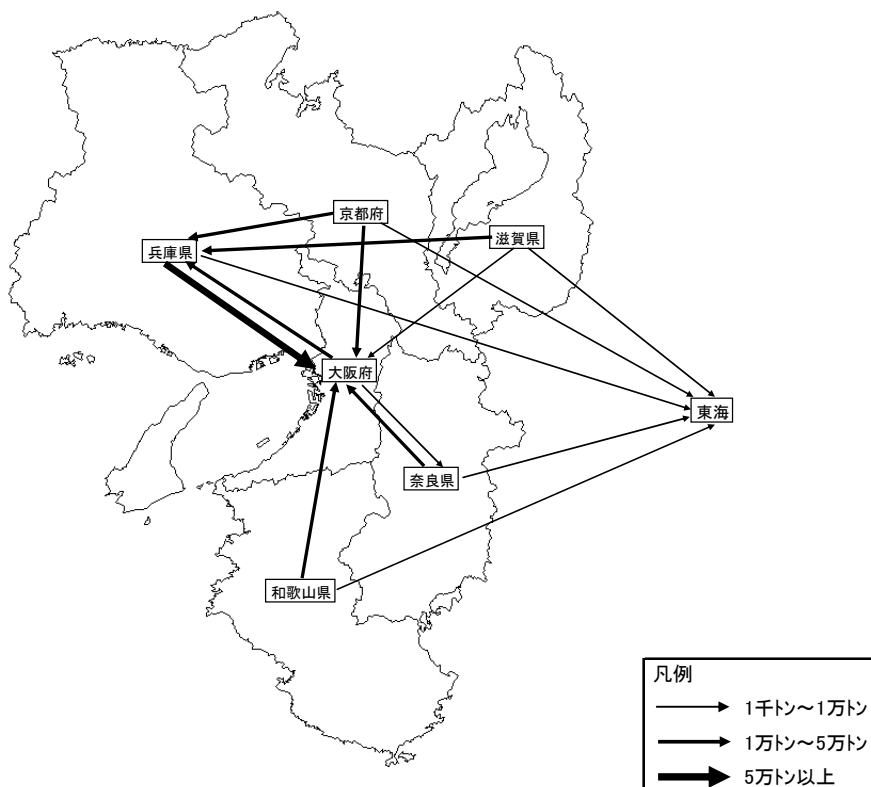 京都府
滋賀県
兵庫県
大阪府
東海
奈良県
和歌山県
凡例
1千トン～1万トン
1万トン～5万トン
5万トン以上